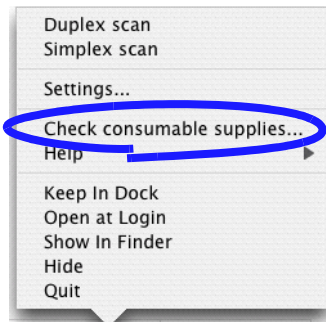 Duplex scan
Simplex scan
Settings...
Check consumable supplies...
Help
Keep In Dock
Open at Login
Show In Finder
Hide
Quit